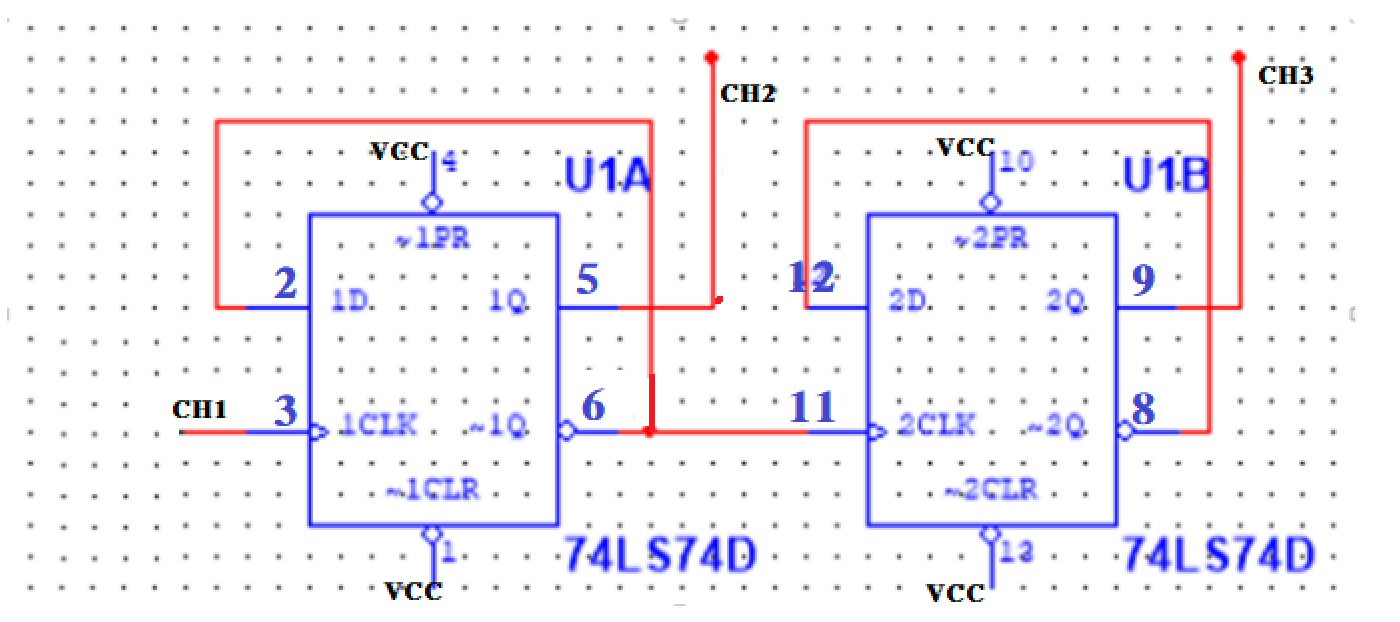 CH2
CH3
VCC 4
U1A
VCC 10
U1B
~1PR
~2PR
2 1D 1Q 5
12 2D 2Q 9
CH1 3 1CLK ~1Q 6
11 2CLK ~2Q 8
~1CLR
~2CLR
1 74LS74D
13 74LS74D
VCC
VCC